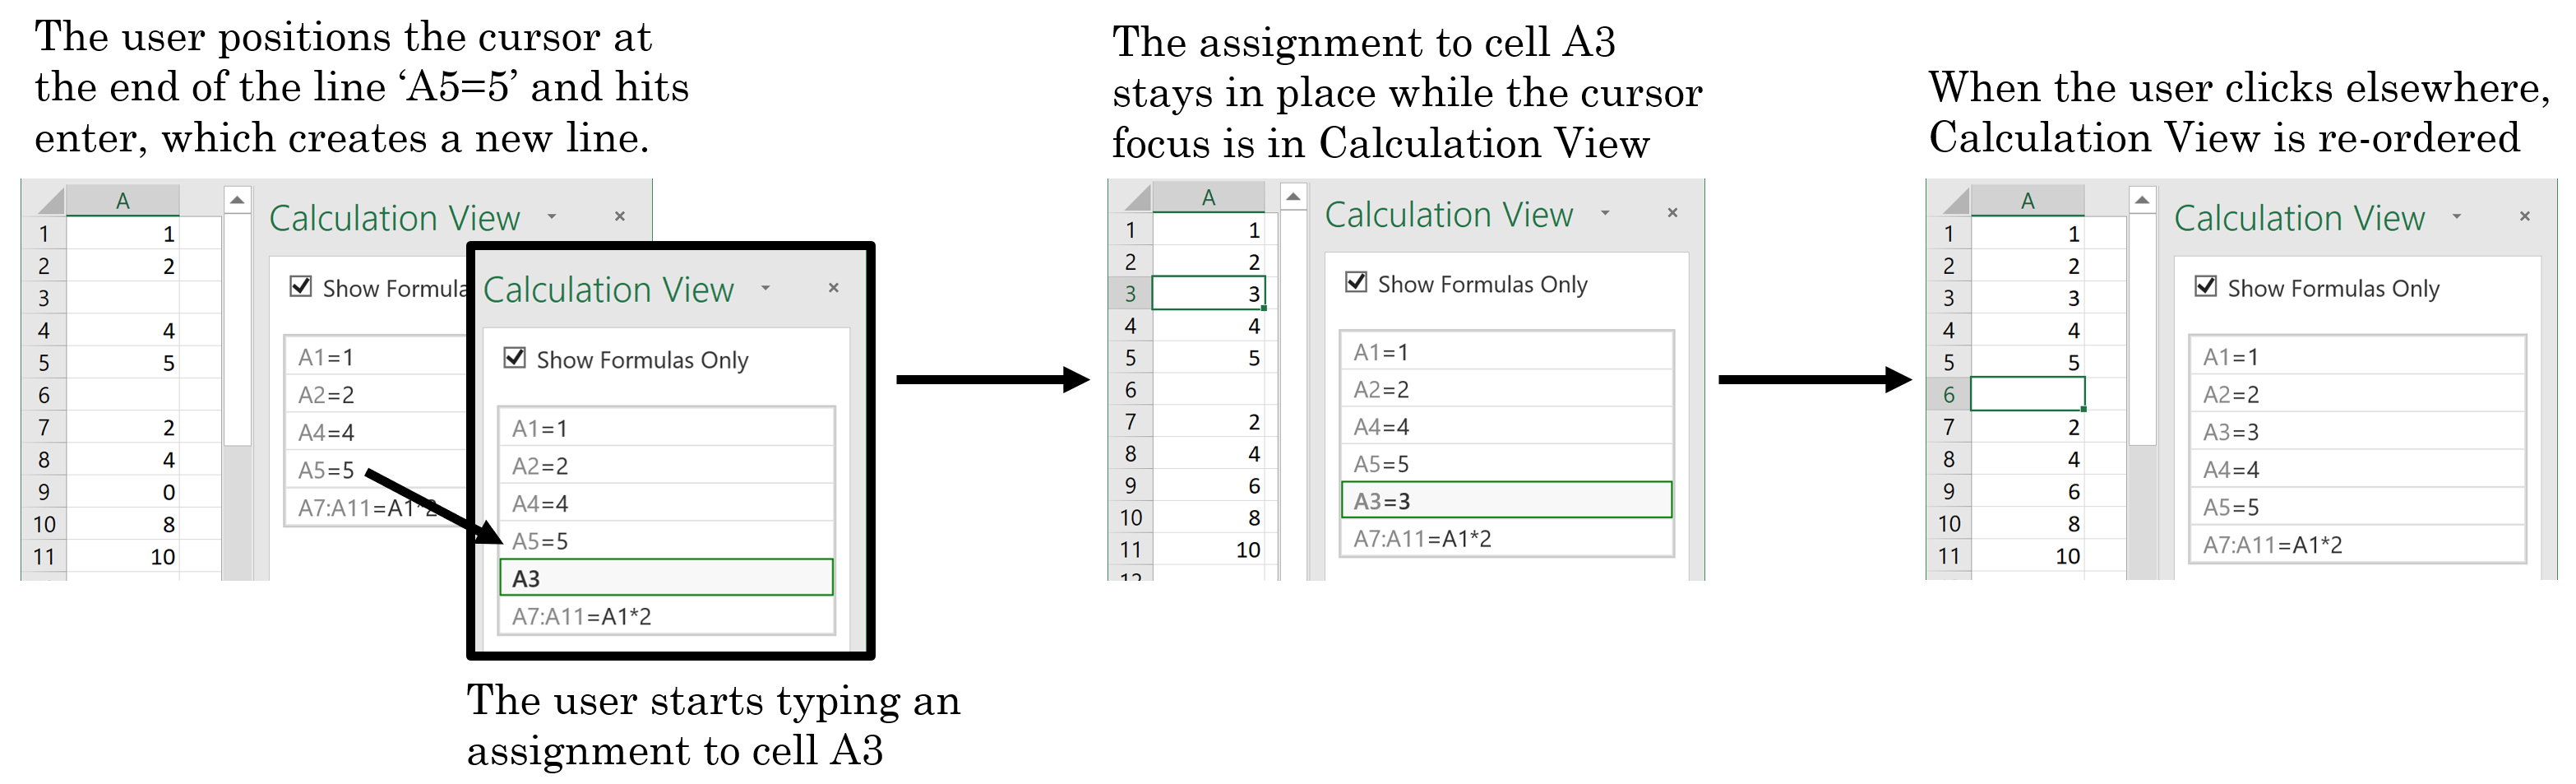 The user positions the cursor at
the end of the line ‘A5=5’ and hits
enter, which creates a new line.
A
1 1
2 2
3
4 4
5 5
6
7 2
8 4
9 0
10 8
11 10
Calculation View
Show Formula
A1=1
A2=2
A4=4
A5=5
A7:A11=A1*2
Calculation View
Show Formulas Only
A1=1
A2=2
A4=4
A5=5
A3
A7:A11=A1*2
The user starts typing an
assignment to cell A3
The assignment to cell A3
stays in place while the cursor
focus is in Calculation View
A
1 1
2 2
3 3
4 4
5 5
6
7 2
8 4
9 6
10 8
11 10
12
Calculation View
Show Formulas Only
A1=1
A2=2
A4=4
A5=5
A3=3
A7:A11=A1*2
When the user clicks elsewhere,
Calculation View is re-ordered
A
1 1
2 2
3 3
4 4
5 5
6
7 2
8 4
9 6
10 8
11 10
Calculation View
Show Formulas Only
A1=1
A2=2
A3=3
A4=4
A5=5
A7:A11=A1*2